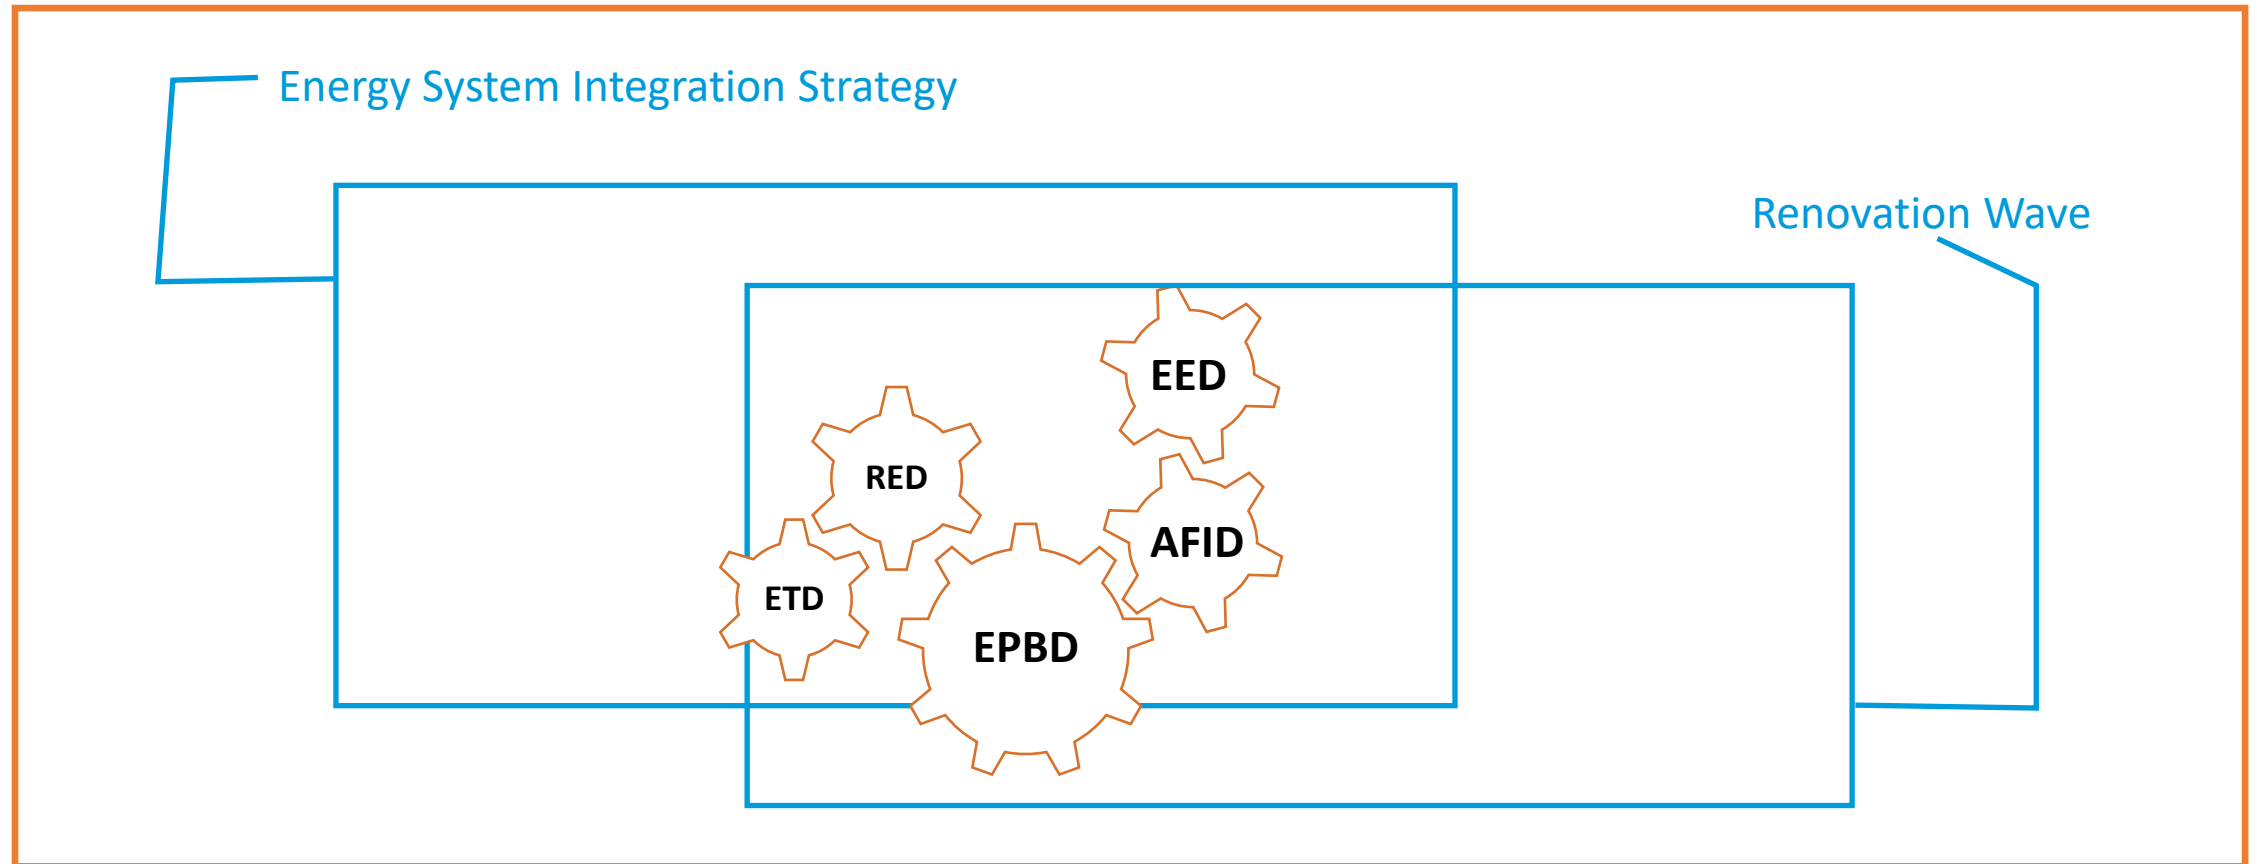 Energy System Integration Strategy
Renovation Wave
EED
RED
AFID
ETD
EPBD